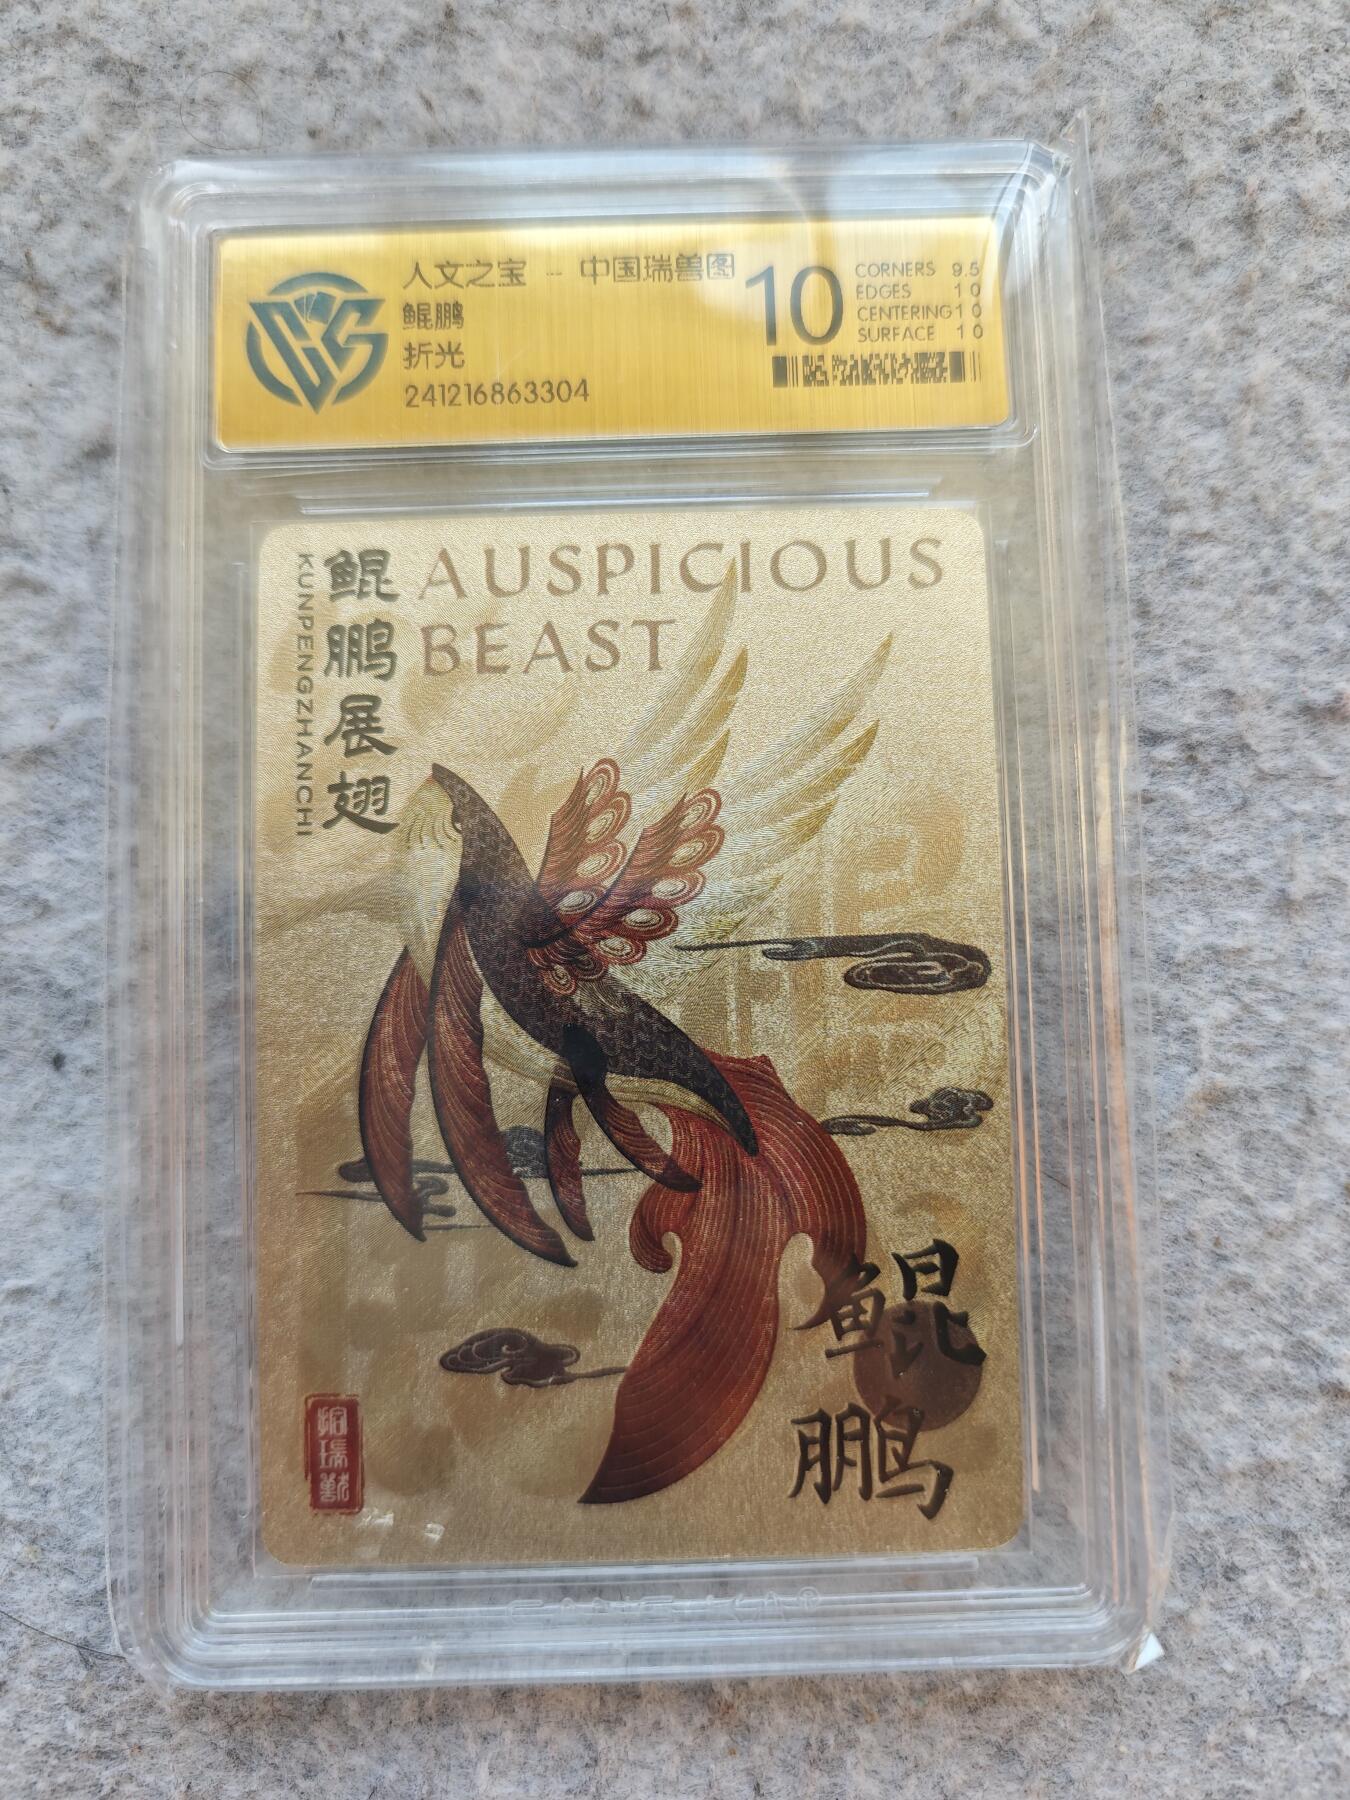 人文之宝 - 中国瑞兽图
鲲鹏
折光
241216863304
10
CORNERS 9.5
EDGES 10
CENTERING 10
SURFACE 10
鲲鹏展翅
KUNPENGZHANCHI
AUSPICIOUS
BEAST
鲲
鹏